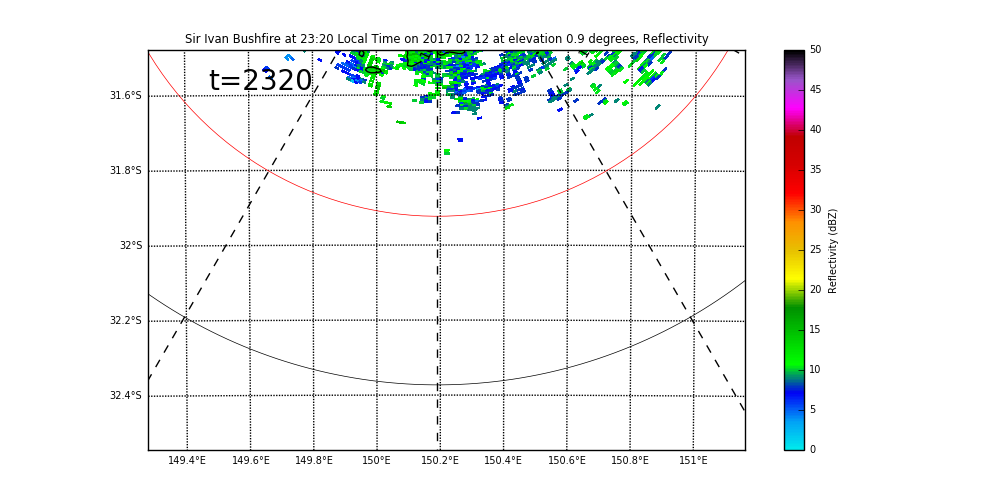 Sir Ivan Bushfire at 23:20 Local Time on 2017 02 12 at elevation 0.9 degrees, Reflectivity
t=2320
31.6°S
31.8°S
32°S
32.2°S
32.4°S
149.4°E 149.6°E 149.8°E 150°E 150.2°E 150.4°E 150.6°E 150.8°E 151°E
50
45
40
35
30
25
20
15
10
5
0
Reflectivity (dBZ)